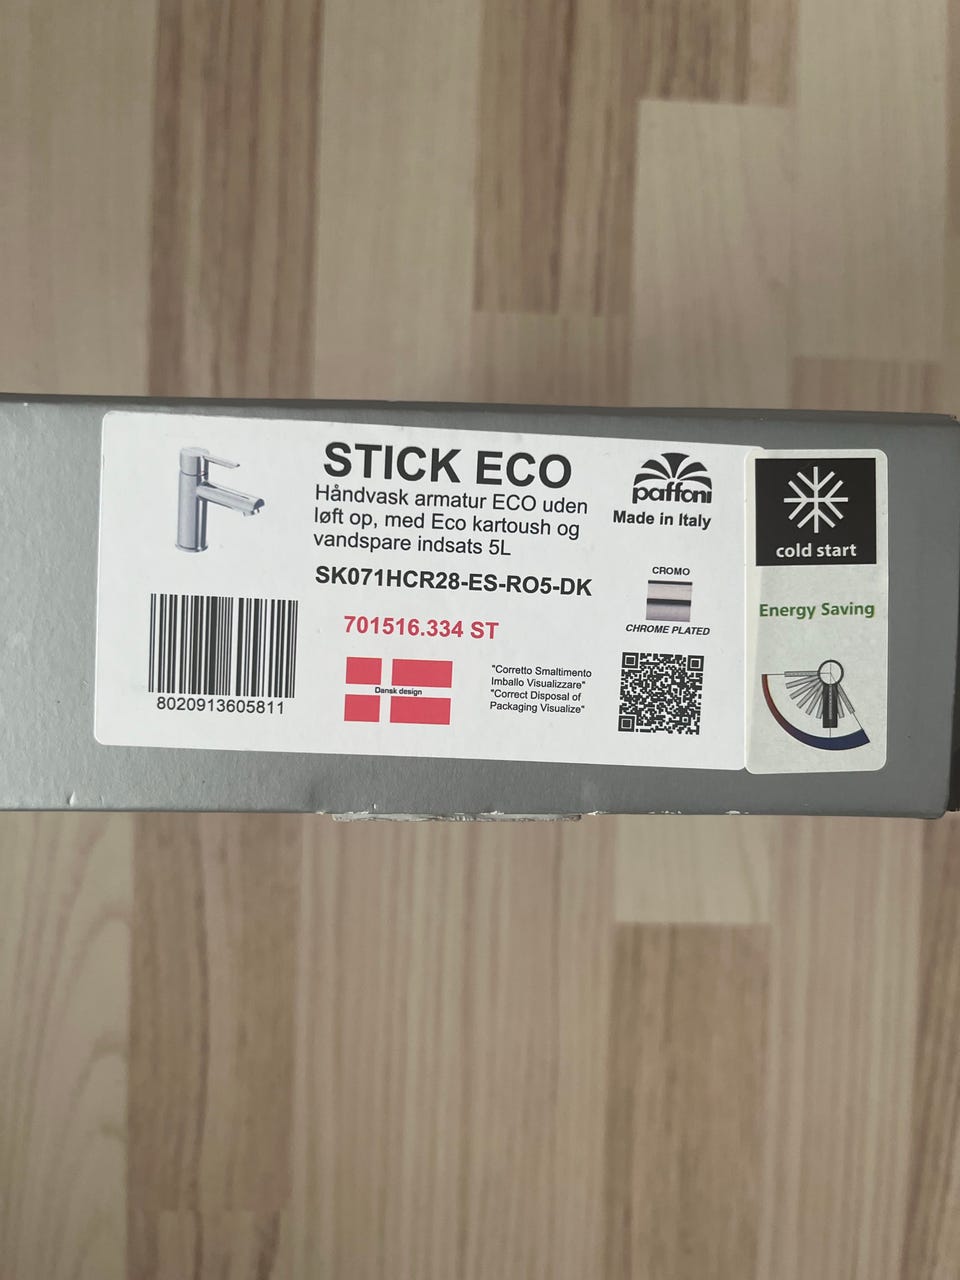 STICK ECO
Håndvask armatur ECO uden
løft op, med Eco kartoush og
vandspare indsats 5L
SK071HCR28-ES-RO5-DK
701516.334 ST
Dansk design
8020913605811
"Corretto Smaltimento
Imballo Visualizzare"
"Correct Disposal of
Packaging Visualize"
paffoni
Made in Italy
CROMO
CHROME PLATED
cold start
Energy Saving